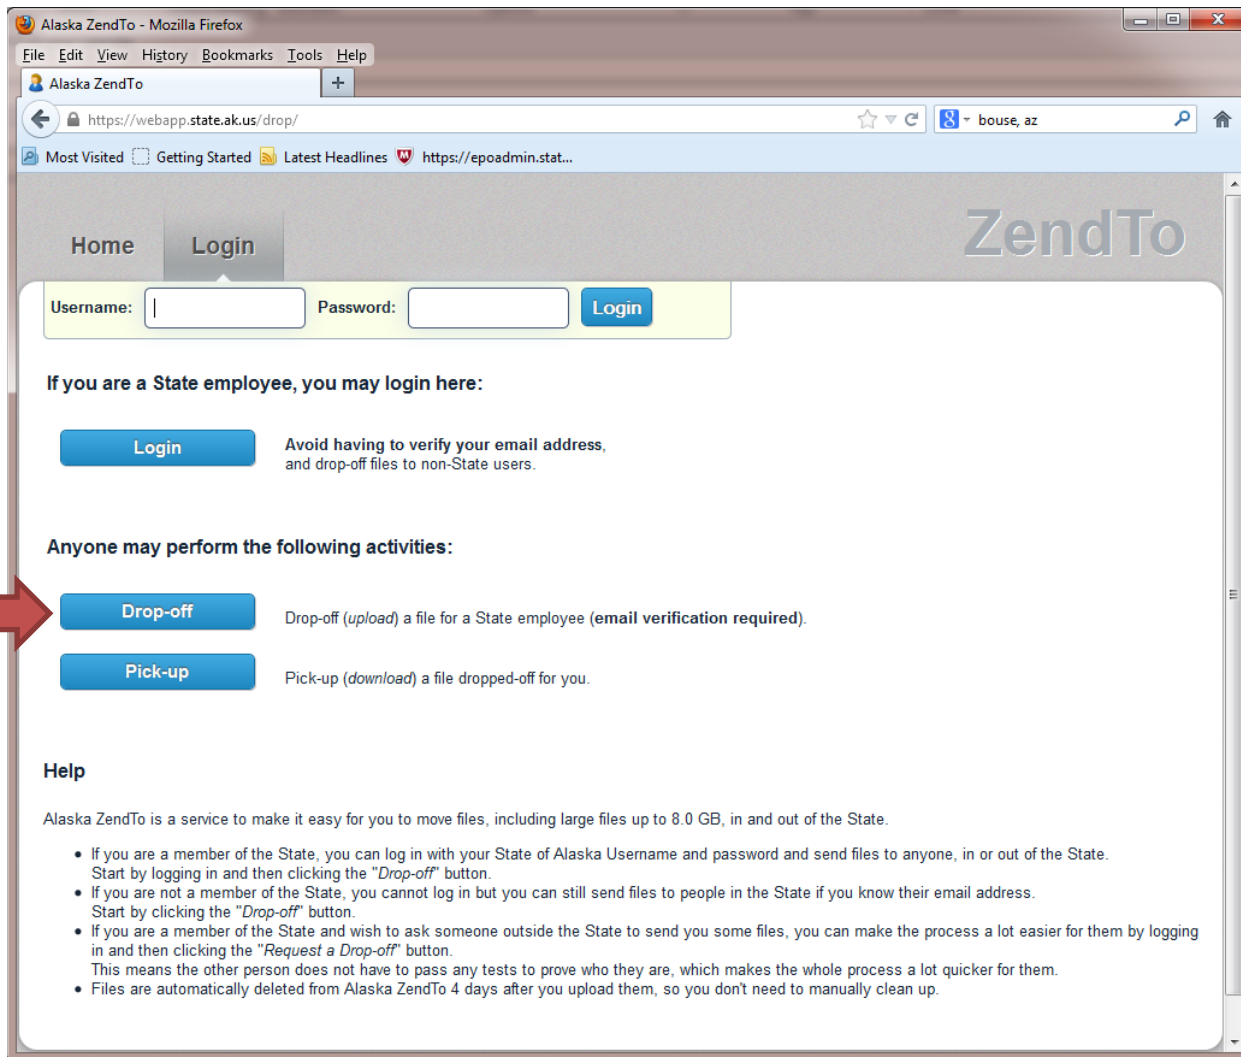 Alaska ZendTo - Mozilla Firefox
File Edit View History Bookmarks Tools Help
Alaska ZendTo +
https://webapp.state.ak.us/drop/
8 bouse, az
Most Visited Getting Started Latest Headlines https://epoadmin.stat...
Home Login ZendTo
Username: Password: Login
If you are a State employee, you may login here:
Login Avoid having to verify your email address,
and drop-off files to non-State users.
Anyone may perform the following activities:
Drop-off Drop-off (upload) a file for a State employee (email verification required).
Pick-up Pick-up (download) a file dropped-off for you.
Help
Alaska ZendTo is a service to make it easy for you to move files, including large files up to 8.0 GB, in and out of the State.
• If you are a member of the State, you can log in with your State of Alaska Username and password and send files to anyone, in or out of the State.
Start by logging in and then clicking the "Drop-off" button.
• If you are not a member of the State, you cannot log in but you can still send files to people in the State if you know their email address.
Start by clicking the "Drop-off" button.
• If you are a member of the State and wish to ask someone outside the State to send you some files, you can make the process a lot easier for them by logging
in and then clicking the "Request a Drop-off" button.
This means the other person does not have to pass any tests to prove who they are, which makes the whole process a lot quicker for them.
• Files are automatically deleted from Alaska ZendTo 4 days after you upload them, so you don't need to manually clean up.